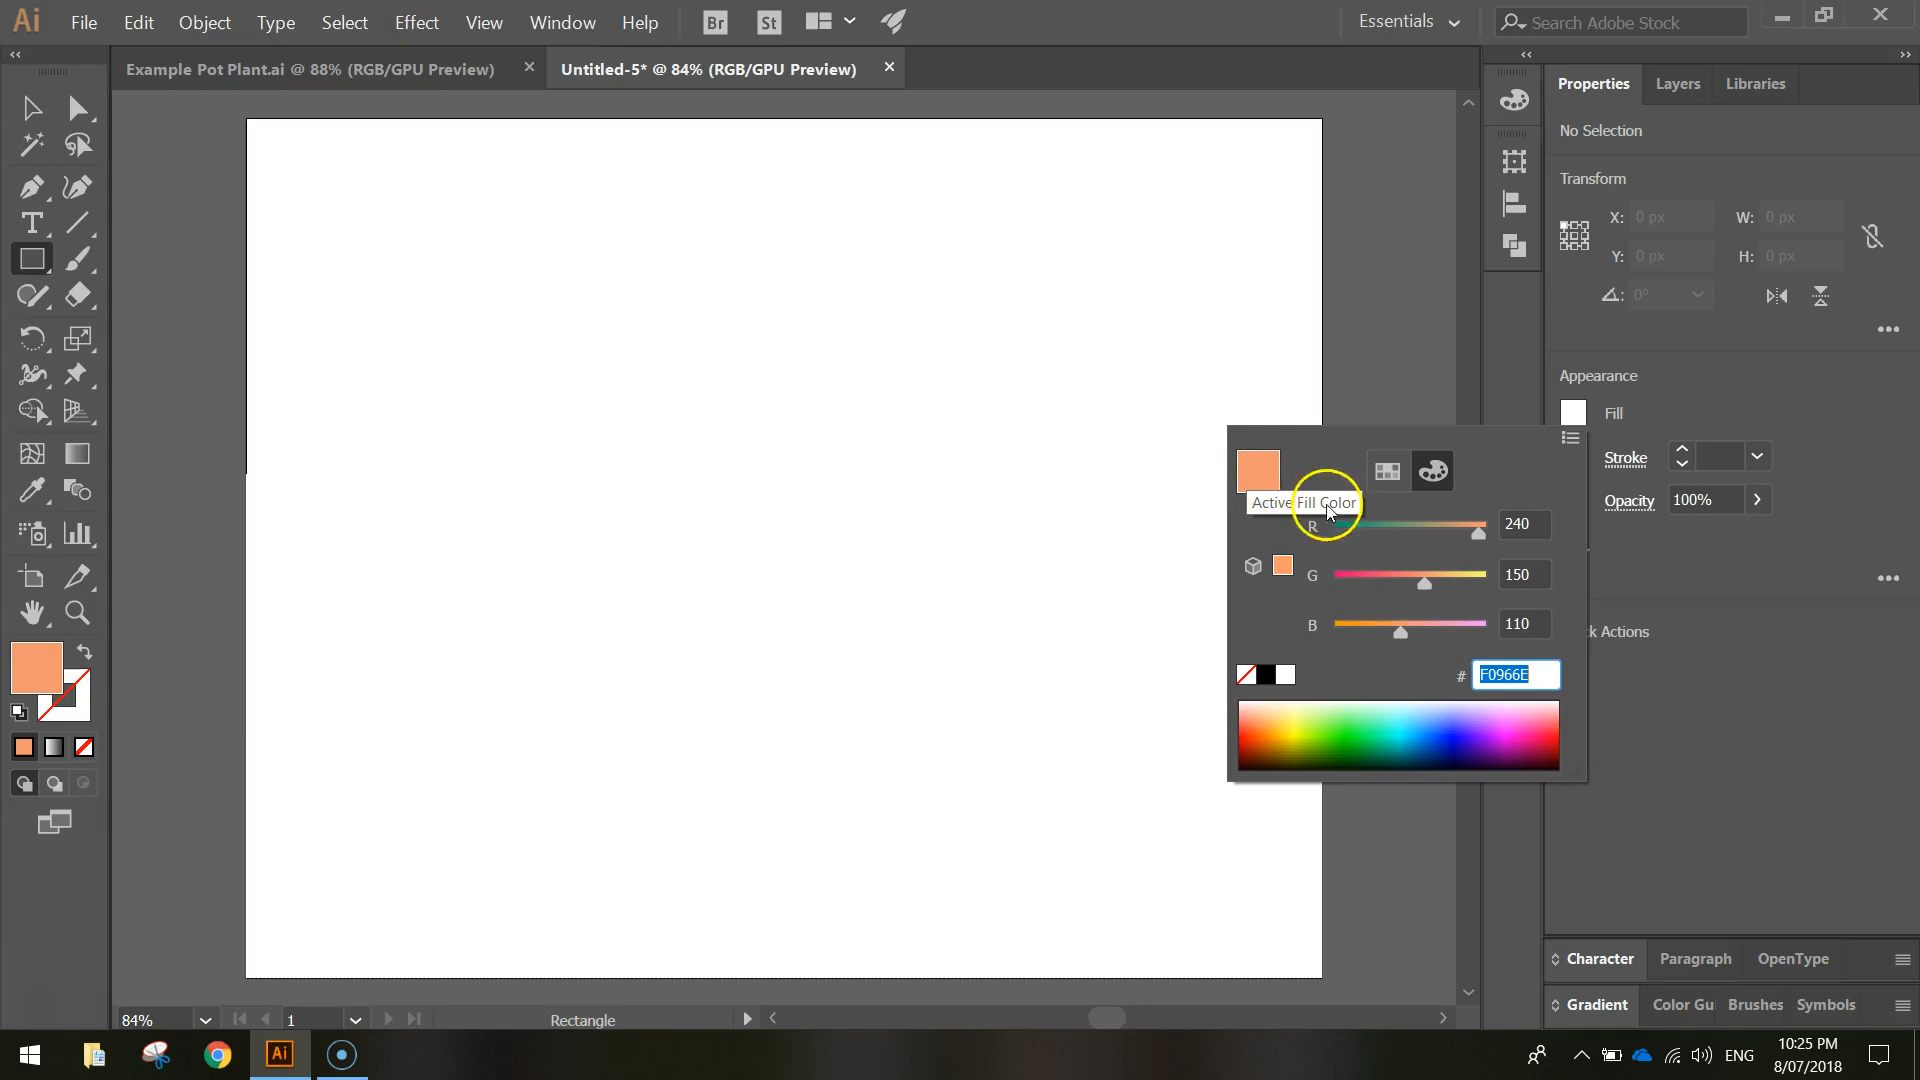 Ai File Edit Object Type Select Effect View Window Help Br St Essentials Search Adobe Stock
Example Pot Plant.ai @ 88% (RGB/GPU Preview) Untitled-5* @ 84% (RGB/GPU Preview)
Properties Layers Libraries
No Selection
Transform
X: 0 px W: 0 px
Y: 0 px H: 0 px
0°
Appearance
Fill
Stroke
Opacity 100%
Active Fill Color
R 240
G 150
B 110
k Actions
# F0966E
Character Paragraph OpenType
Gradient Color Gui Brushes Symbols
84% 1 Rectangle
Ai ENG 10:25 PM
8/07/2018